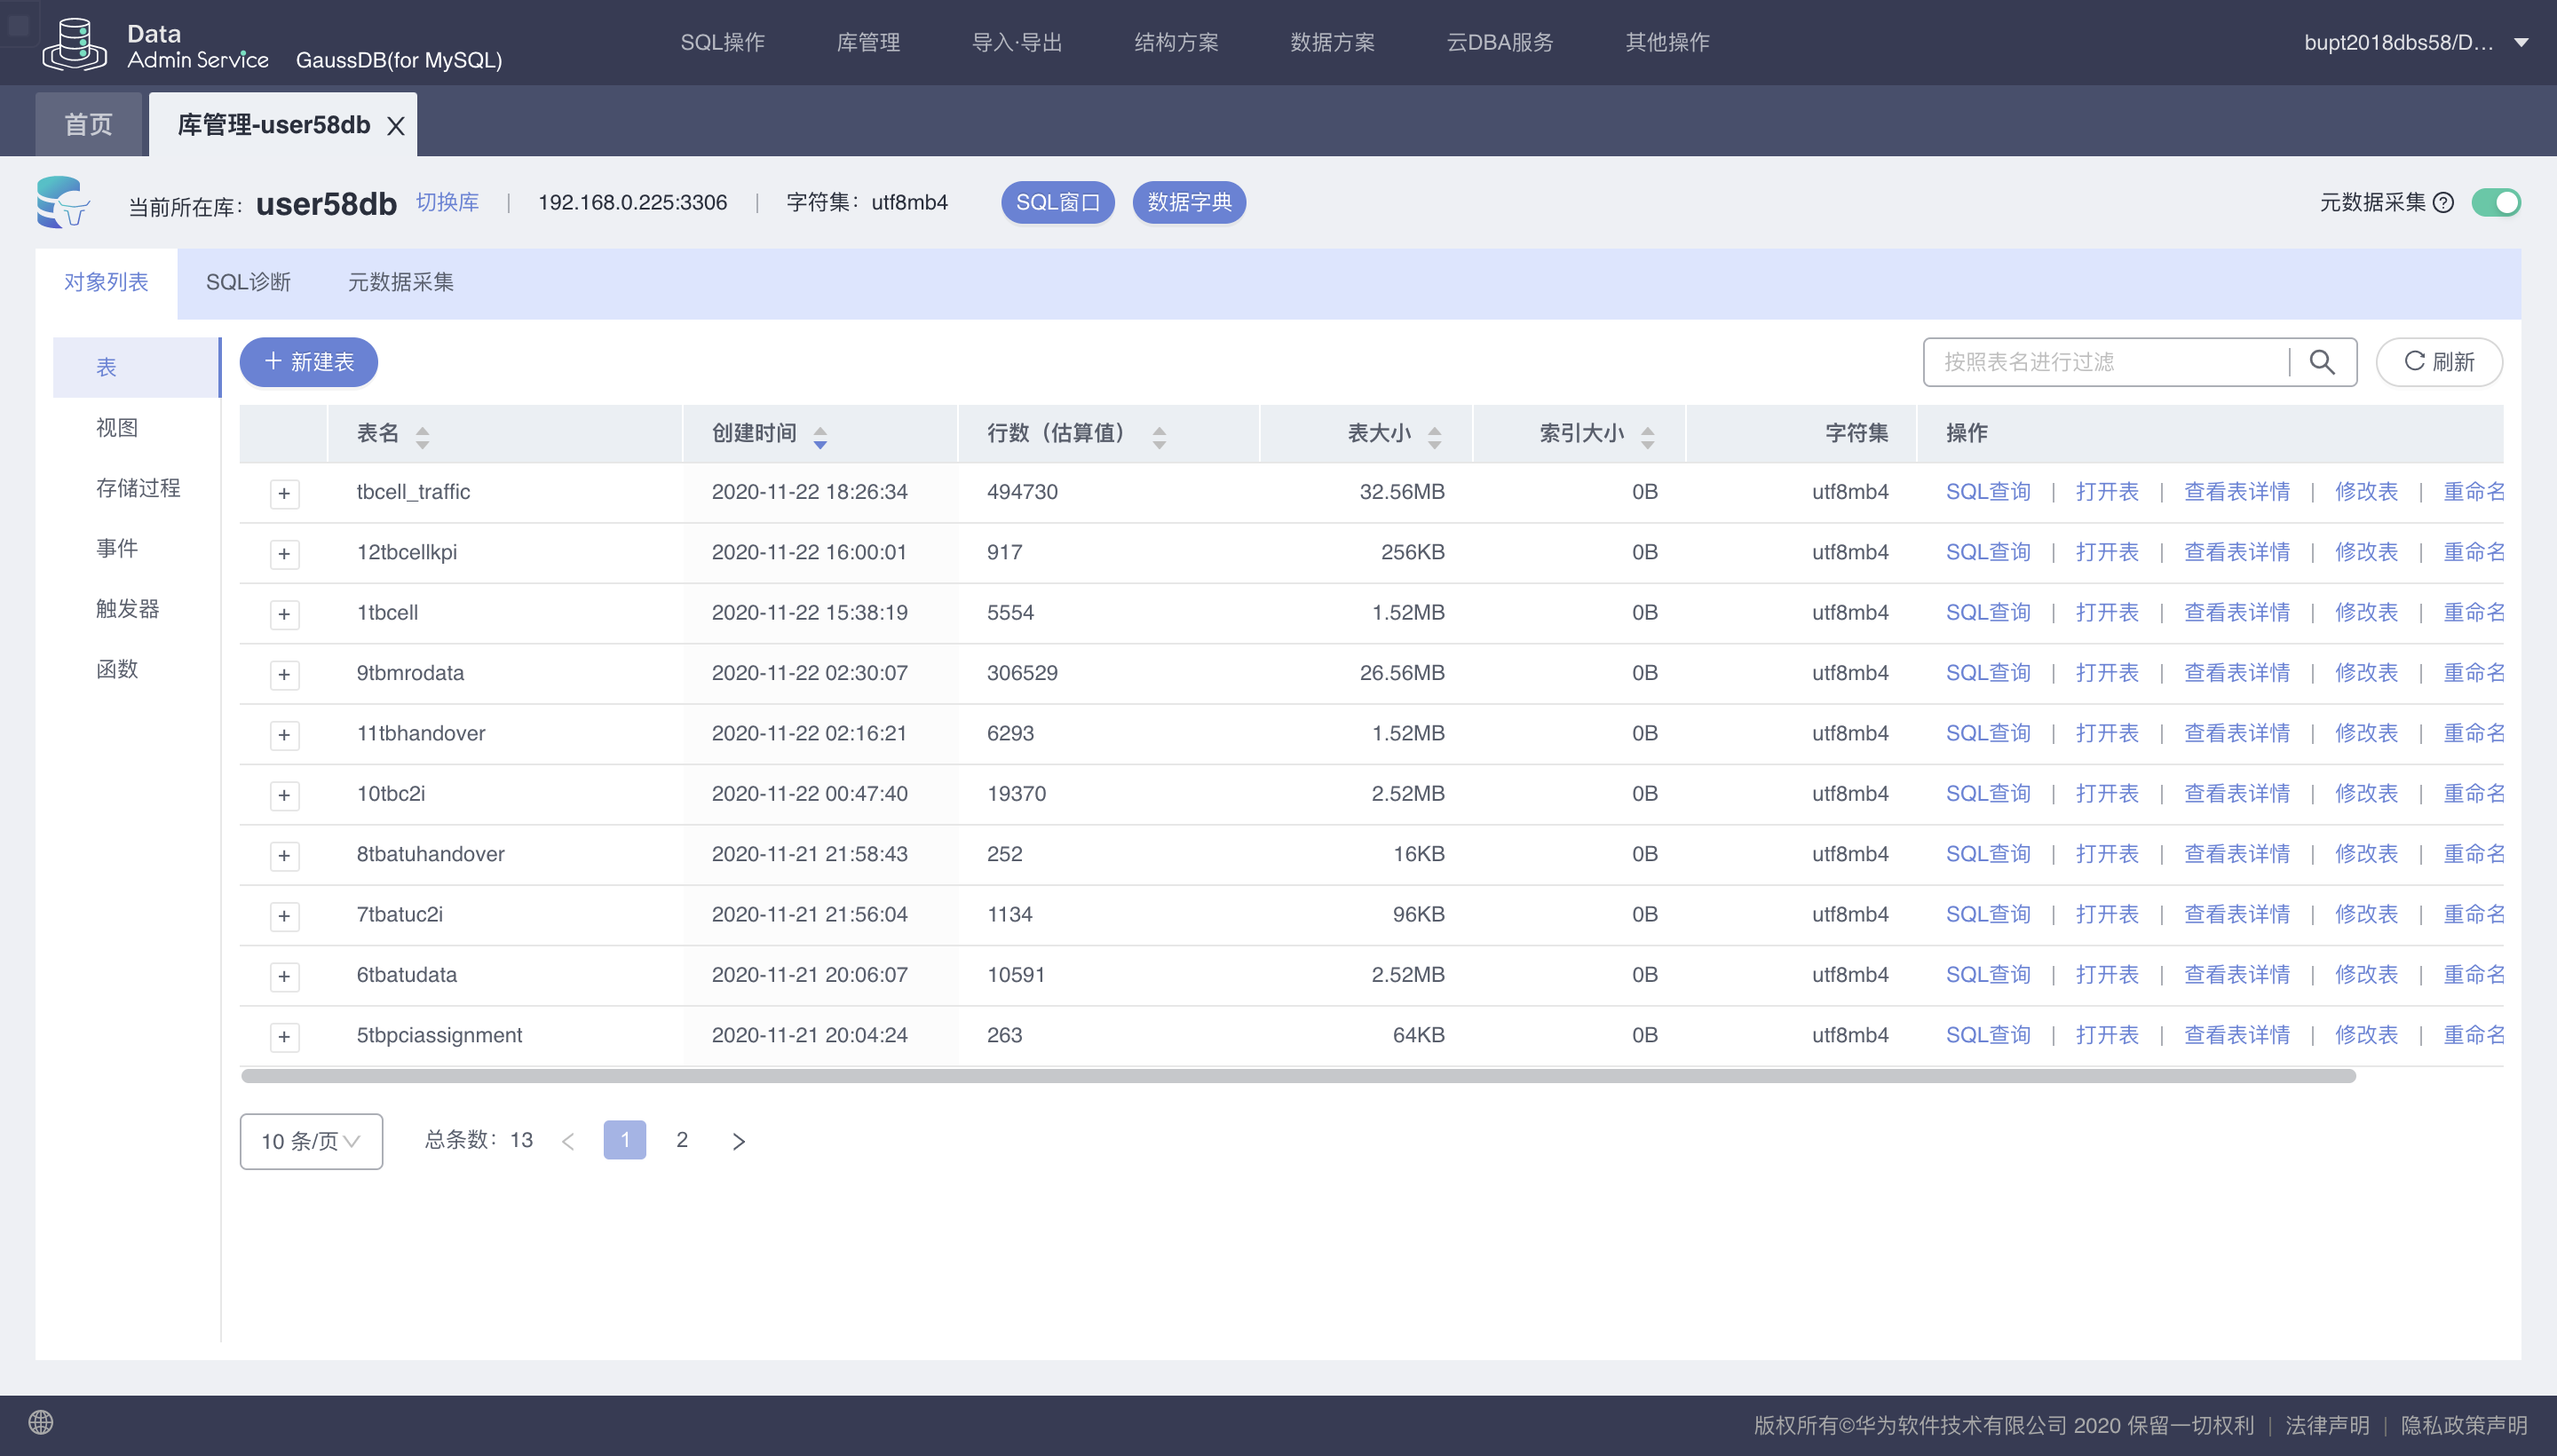 Data
Admin Service GaussDB(for MySQL) SQL操作 库管理 导入·导出 结构方案 数据方案 云DBA服务 其他操作 bupt2018dbs58/D...
首页 库管理-user58db X
当前所在库: user58db 切换库 | 192.168.0.225:3306 | 字符集: utf8mb4 SQL窗口 数据字典 元数据采集 ?
对象列表 SQL诊断 元数据采集
表
视图
存储过程
事件
触发器
函数
+ 新建表 按照表名进行过滤 刷新
表名 创建时间 行数（估算值） 表大小 索引大小 字符集 操作
+ tbcell_traffic 2020-11-22 18:26:34 494730 32.56MB 0B utf8mb4 SQL查询 | 打开表 | 查看表详情 | 修改表 | 重命名
+ 12tbcellkpi 2020-11-22 16:00:01 917 256KB 0B utf8mb4 SQL查询 | 打开表 | 查看表详情 | 修改表 | 重命名
+ 1tbcell 2020-11-22 15:38:19 5554 1.52MB 0B utf8mb4 SQL查询 | 打开表 | 查看表详情 | 修改表 | 重命名
+ 9tbmrodata 2020-11-22 02:30:07 306529 26.56MB 0B utf8mb4 SQL查询 | 打开表 | 查看表详情 | 修改表 | 重命名
+ 11tbhandover 2020-11-22 02:16:21 6293 1.52MB 0B utf8mb4 SQL查询 | 打开表 | 查看表详情 | 修改表 | 重命名
+ 10tbc2i 2020-11-22 00:47:40 19370 2.52MB 0B utf8mb4 SQL查询 | 打开表 | 查看表详情 | 修改表 | 重命名
+ 8tbatuhandover 2020-11-21 21:58:43 252 16KB 0B utf8mb4 SQL查询 | 打开表 | 查看表详情 | 修改表 | 重命名
+ 7tbatuc2i 2020-11-21 21:56:04 1134 96KB 0B utf8mb4 SQL查询 | 打开表 | 查看表详情 | 修改表 | 重命名
+ 6tbatudata 2020-11-21 20:06:07 10591 2.52MB 0B utf8mb4 SQL查询 | 打开表 | 查看表详情 | 修改表 | 重命名
+ 5tbpciassignment 2020-11-21 20:04:24 263 64KB 0B utf8mb4 SQL查询 | 打开表 | 查看表详情 | 修改表 | 重命名
10 条/页 总条数: 13 < 1 2 >
版权所有©华为软件技术有限公司 2020 保留一切权利 | 法律声明 | 隐私政策声明